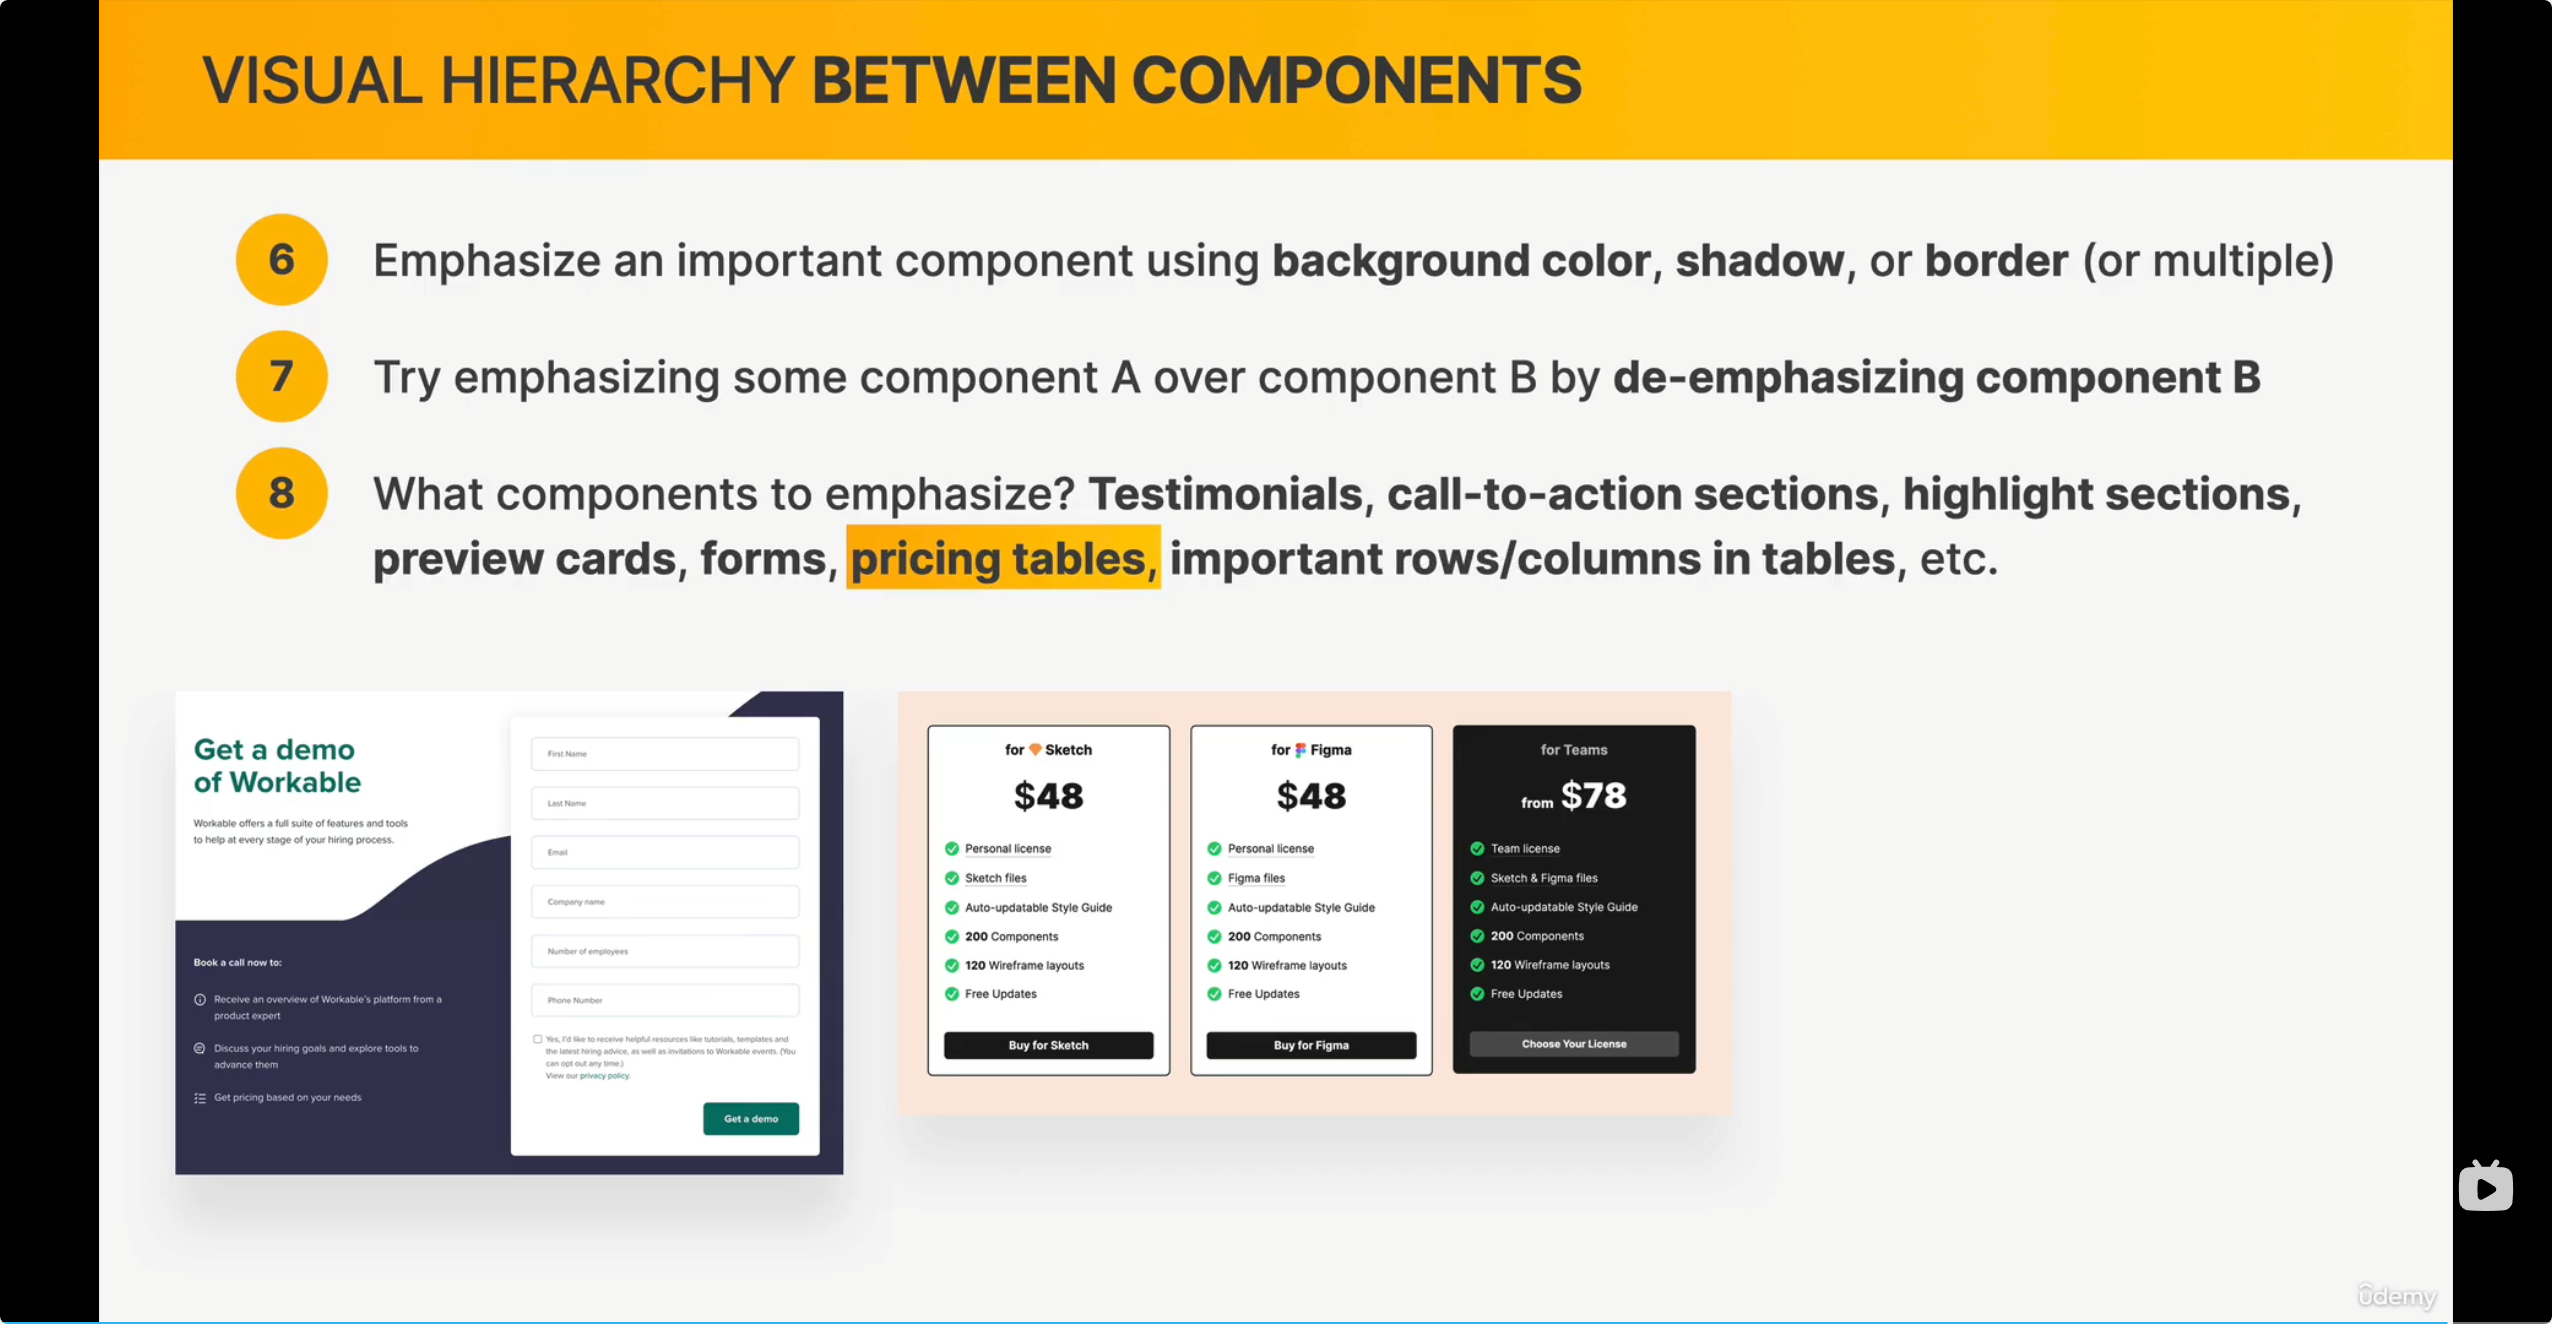 VISUAL HIERARCHY BETWEEN COMPONENTS
6
Emphasize an important component using background color, shadow, or border (or multiple)
7
Try emphasizing some component A over component B by de-emphasizing component B
8
What components to emphasize? Testimonials, call-to-action sections, highlight sections,
preview cards, forms, pricing tables, important rows/columns in tables, etc.
Get a demo
of Workable
Workable offers a full suite of features and tools
to help at every stage of your hiring process.
Book a call now to:
Receive an overview of Workable's platform from a
product expert
Discuss your hiring goals and explore tools to
advance them
Get pricing based on your needs
First Name
Last Name
Email
Company name
Number of employees
Phone Number
Yes, I'd like to receive helpful resources like tutorials, templates and
the latest hiring advice, as well as invitations to Workable events. (You
can opt out any time.)
View our privacy policy.
Get a demo
for Sketch
$48
Personal license
Sketch files
Auto-updatable Style Guide
200 Components
120 Wireframe layouts
Free Updates
Buy for Sketch
for Figma
$48
Personal license
Figma files
Auto-updatable Style Guide
200 Components
120 Wireframe layouts
Free Updates
Buy for Figma
for Teams
from $78
Team license
Sketch & Figma files
Auto-updatable Style Guide
200 Components
120 Wireframe layouts
Free Updates
Choose Your License
ûdemy